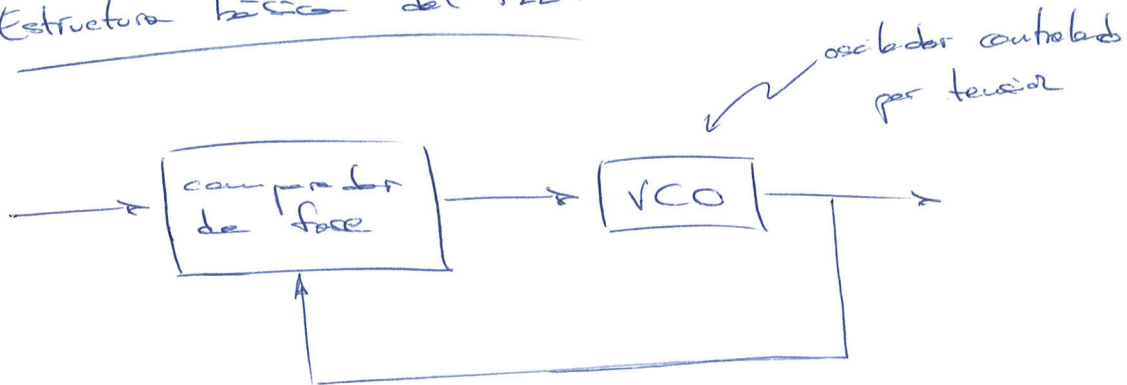 Estructura básica del
oscilador controlado
por tensión
comparador
de fase
VCO